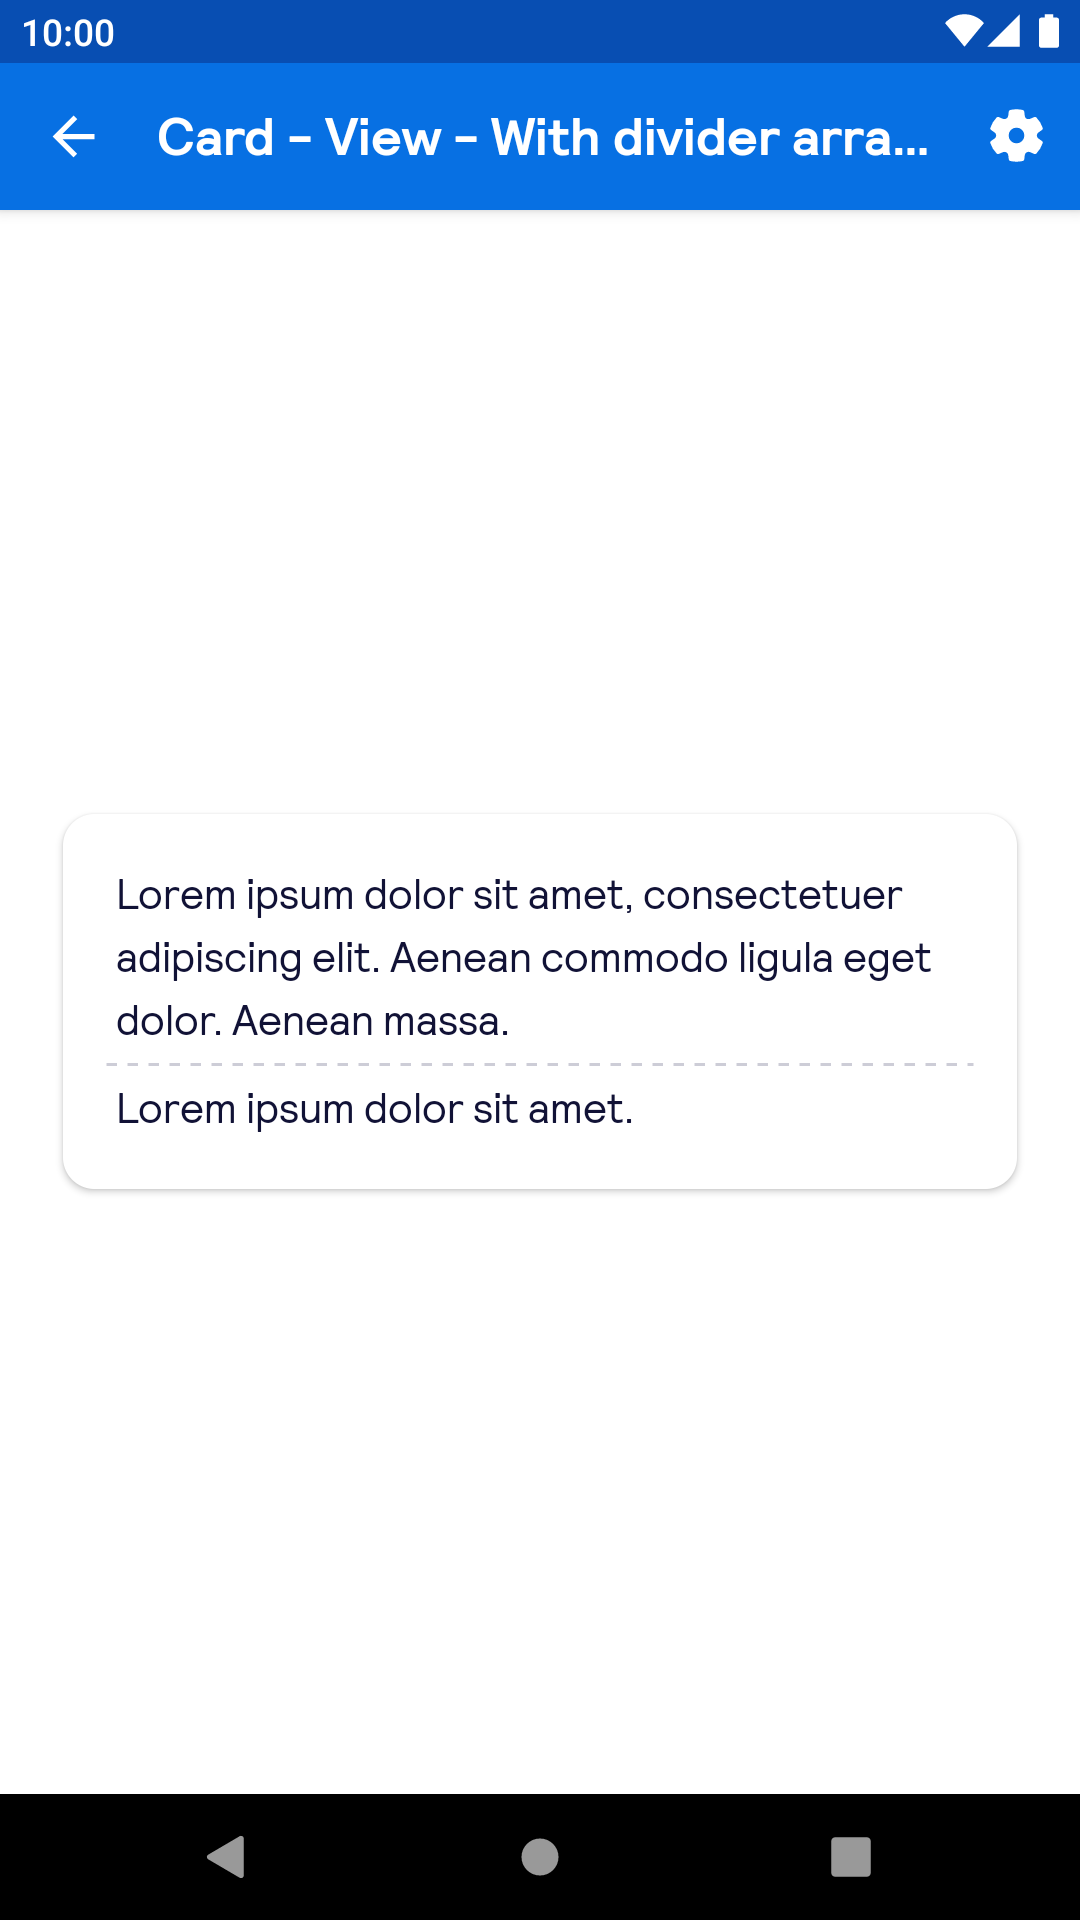 10:00
Card - View - With divider arra...
Lorem ipsum dolor sit amet, consectetuer
adipiscing elit. Aenean commodo ligula eget
dolor. Aenean massa.
Lorem ipsum dolor sit amet.